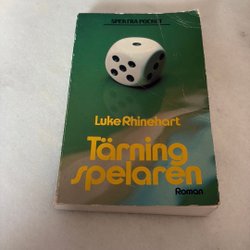 SPEKTRA POCKET
Luke Rhinehart
Tärning
spelaren
Roman